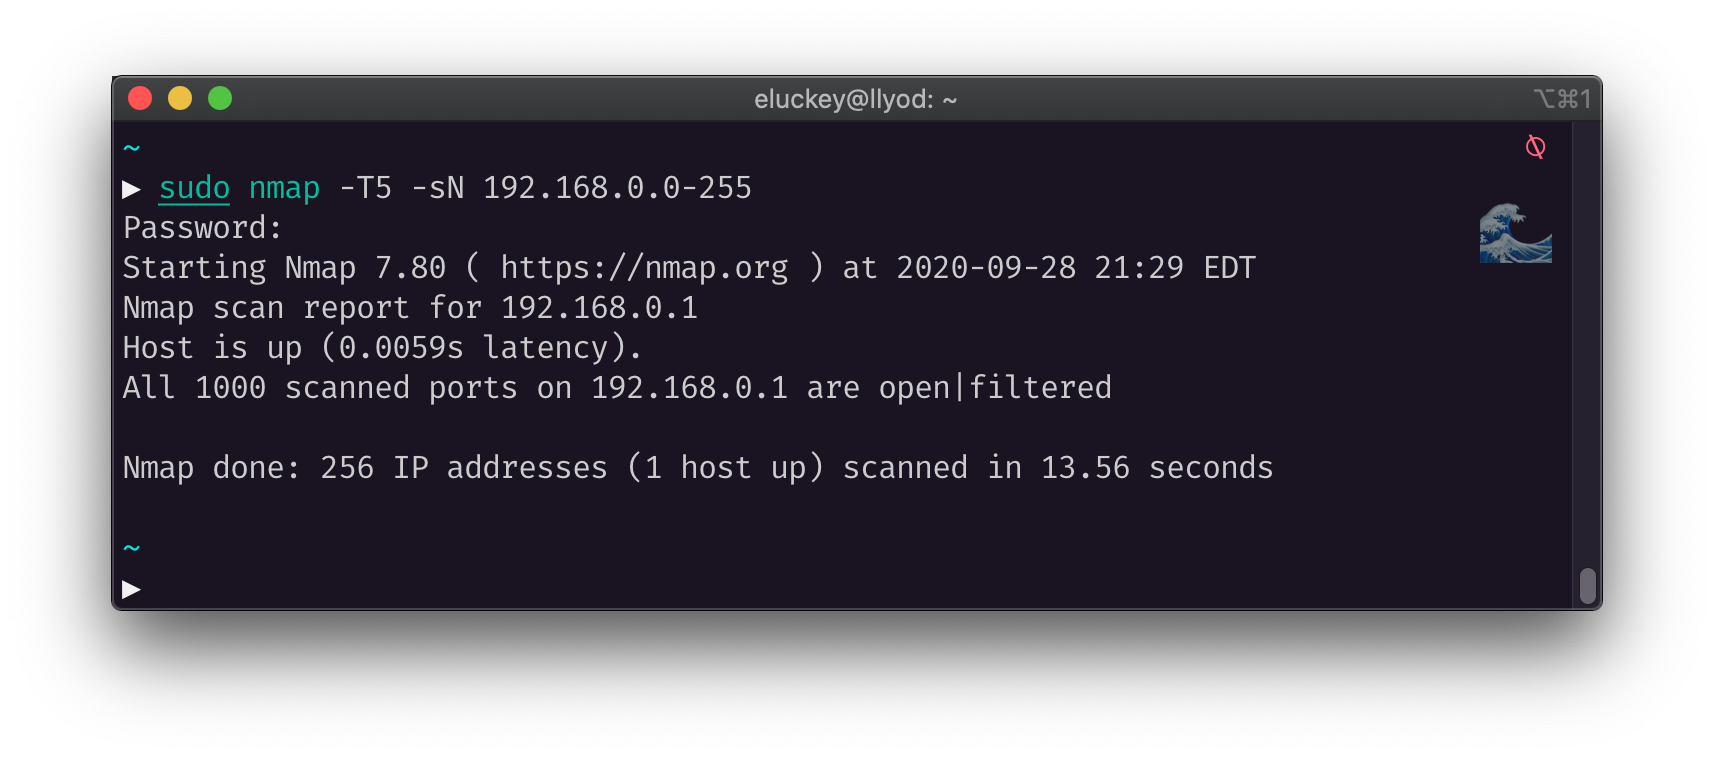 eluckey@llyod: ~
⌥⌘1
~
▶ sudo nmap -T5 -sN 192.168.0.0-255
Password:
Starting Nmap 7.80 ( https://nmap.org ) at 2020-09-28 21:29 EDT
Nmap scan report for 192.168.0.1
Host is up (0.0059s latency).
All 1000 scanned ports on 192.168.0.1 are open|filtered
Nmap done: 256 IP addresses (1 host up) scanned in 13.56 seconds
~
▶